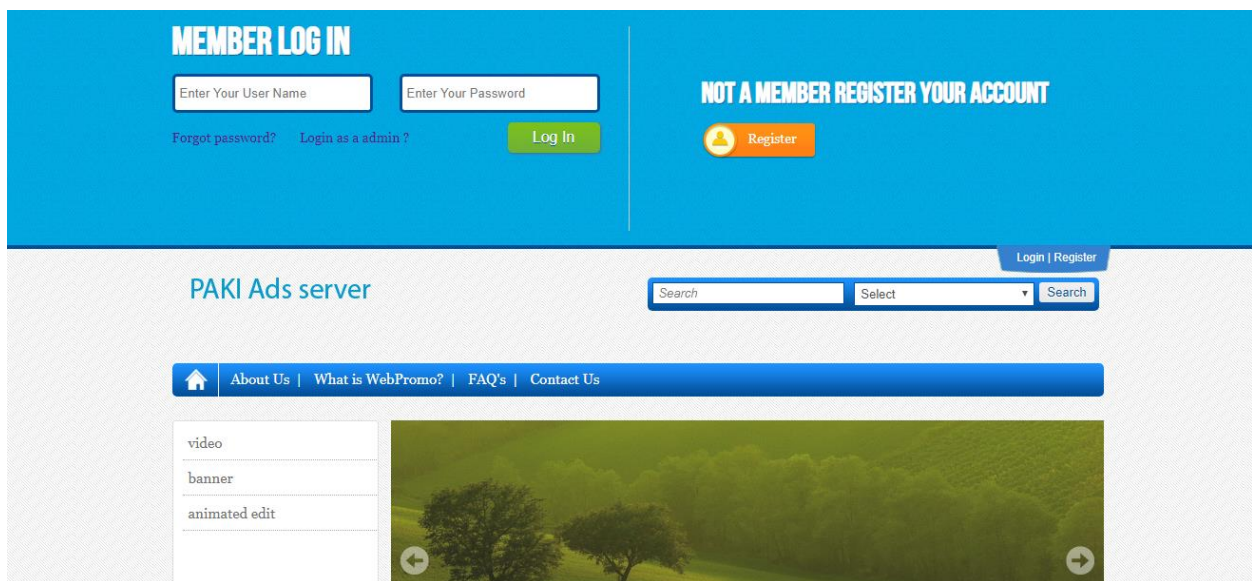 MEMBER LOG IN
Enter Your User Name
Enter Your Password
Forgot password?
Login as a admin ?
Log In
NOT A MEMBER REGISTER YOUR ACCOUNT
Register
Login | Register
PAKI Ads server
Search
Select
Search
About Us | What is WebPromo? | FAQ's | Contact Us
video
banner
animated edit